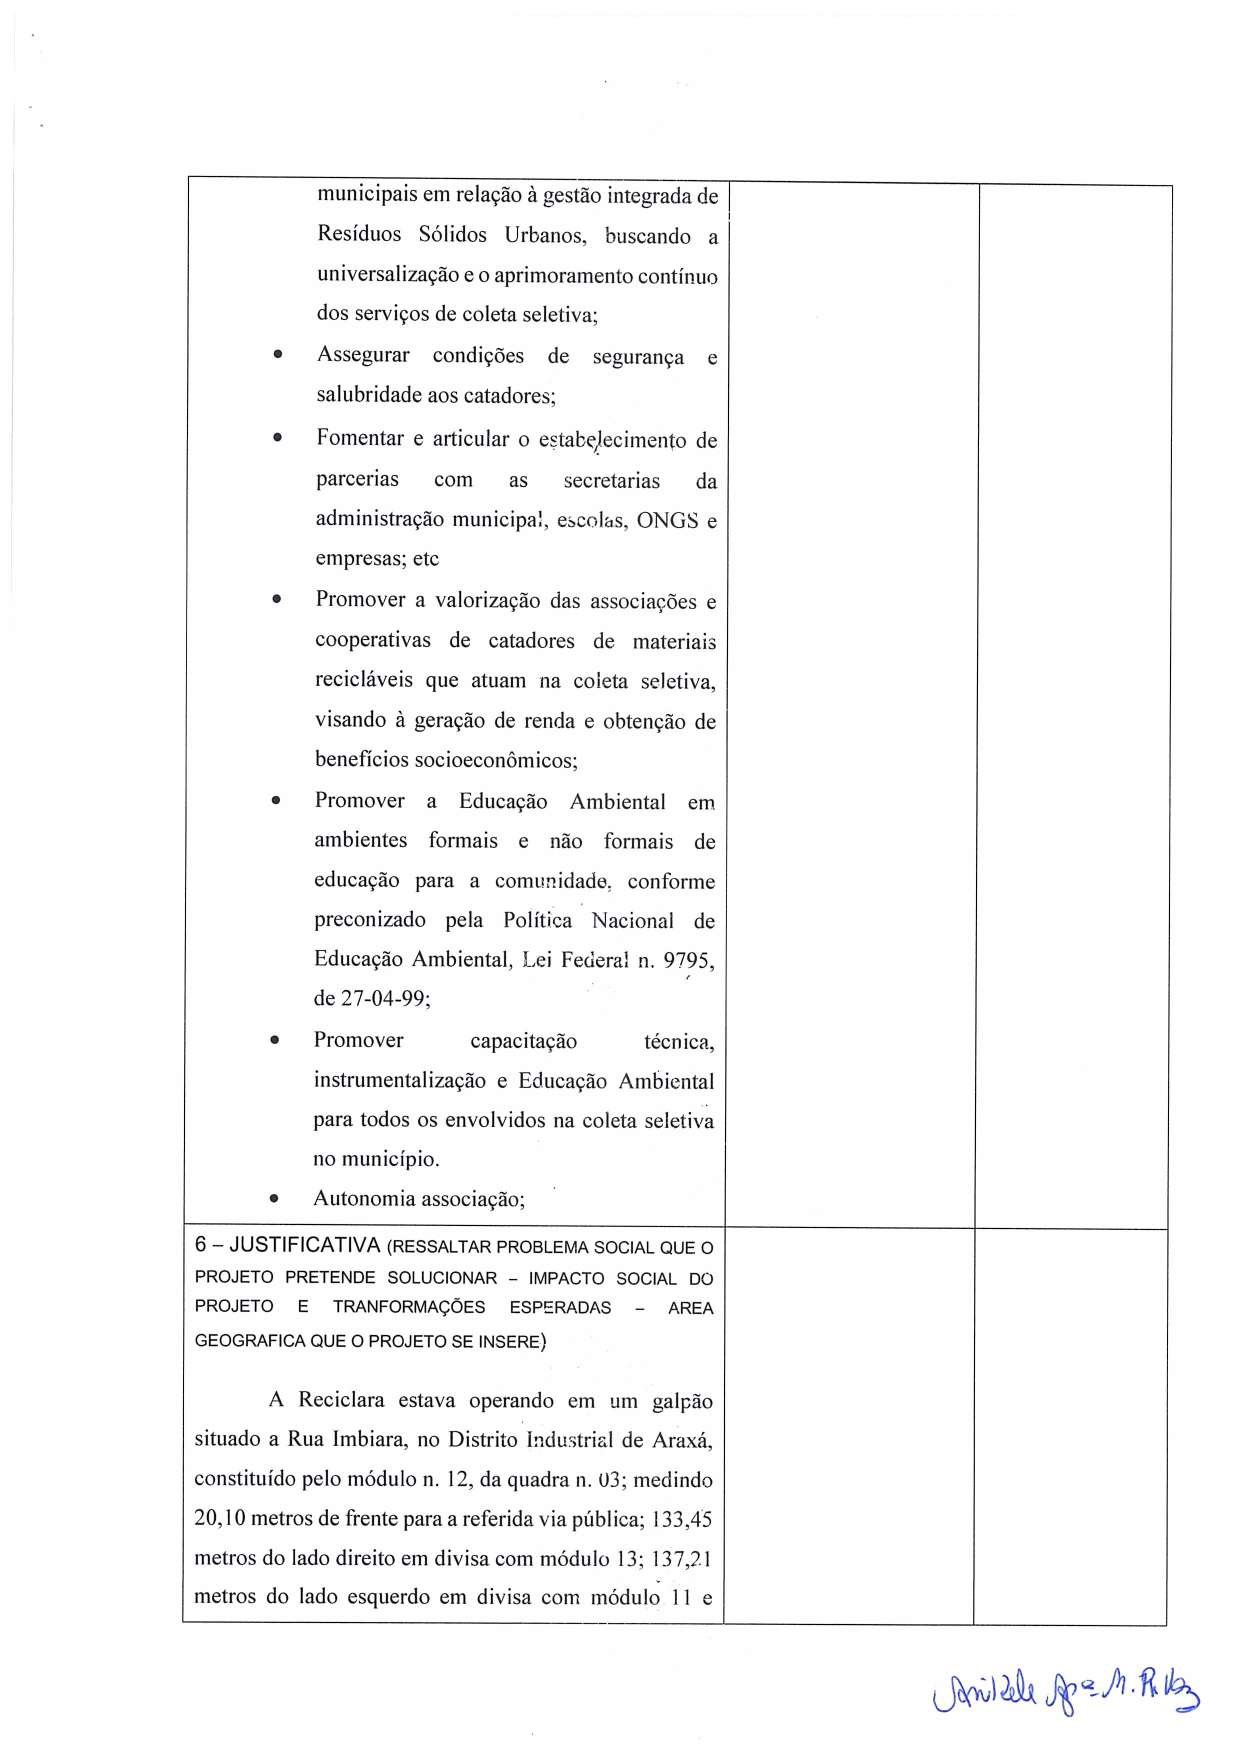 municipais em relação à gestão integrada de
Resíduos Sólidos Urbanos, buscando a
universalização e o aprimoramento contínuo
dos serviços de coleta seletiva;
• Assegurar condições de segurança e
salubridade aos catadores;
• Fomentar e articular o estabelecimento de
parcerias com as secretarias da
administração municipal, escolas, ONGS e
empresas; etc
• Promover a valorização das associações e
cooperativas de catadores de materiais
recicláveis que atuam na coleta seletiva,
visando à geração de renda e obtenção de
benefícios socioeconômicos;
• Promover a Educação Ambiental em
ambientes formais e não formais de
educação para a comunidade, conforme
preconizado pela Política Nacional de
Educação Ambiental, Lei Federal n. 9795,
de 27-04-99;
• Promover capacitação técnica,
instrumentalização e Educação Ambiental
para todos os envolvidos na coleta seletiva
no município.
• Autonomia associação;
6 – JUSTIFICATIVA (RESSALTAR PROBLEMA SOCIAL QUE O
PROJETO PRETENDE SOLUCIONAR – IMPACTO SOCIAL DO
PROJETO E TRANFORMAÇÕES ESPERADAS – AREA
GEOGRAFICA QUE O PROJETO SE INSERE)
A Reciclara estava operando em um galpão
situado a Rua Imbiara, no Distrito Industrial de Araxá,
constituído pelo módulo n. 12, da quadra n. 03; medindo
20,10 metros de frente para a referida via pública; 133,45
metros do lado direito em divisa com módulo 13; 137,21
metros do lado esquerdo em divisa com módulo 11 e